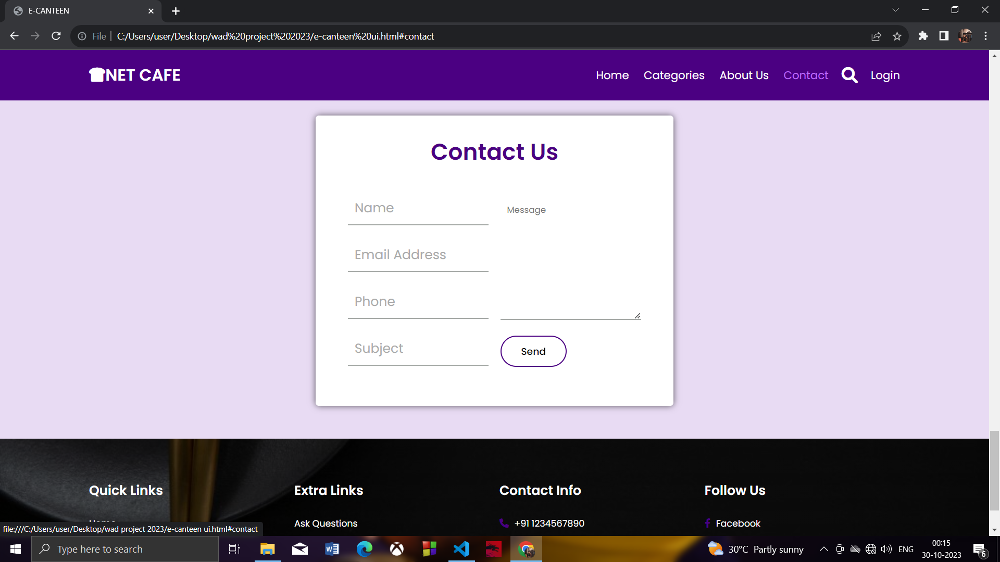 E-CANTEEN
File
C:/Users/user/Desktop/wad%20project%202023/e-canteen%20ui.html#contact
NET CAFE
Home Categories About Us Contact Login
Contact Us
Name
Message
Email Address
Phone
Subject
Send
Quick Links
Extra Links
Contact Info
Follow Us
Home
Ask Questions
+91 1234567890
Facebook
file:///C:/Users/user/Desktop/wad project 2023/e-canteen ui.html#contact
Type here to search
30°C Partly sunny
ENG
00:15
30-10-2023
6